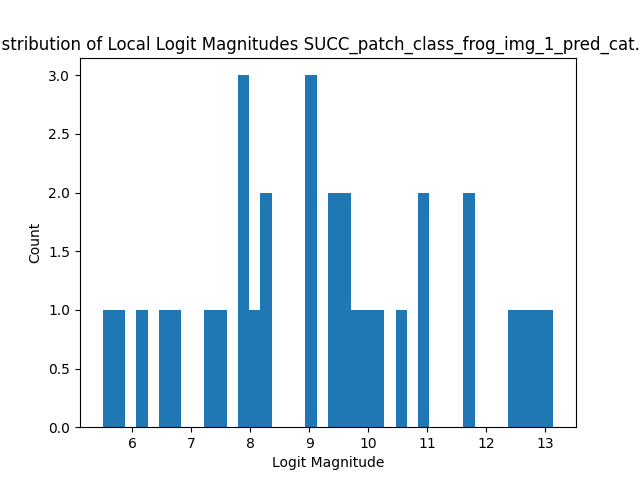 stribution of Local Logit Magnitudes SUCC_patch_class_frog_img_1_pred_cat.
3.0
2.5
2.0
1.5
1.0
0.5
0.0
Count
6 7 8 9 10 11 12 13
Logit Magnitude